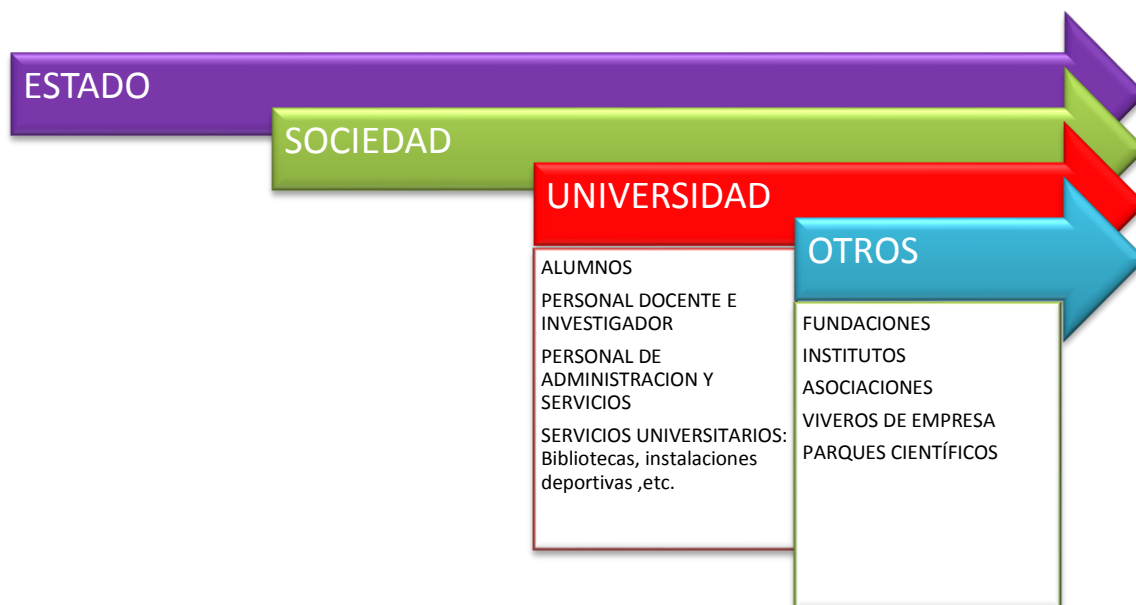 ESTADO
SOCIEDAD
UNIVERSIDAD
ALUMNOS
PERSONAL DOCENTE E
INVESTIGADOR
PERSONAL DE
ADMINISTRACION Y
SERVICIOS
SERVICIOS UNIVERSITARIOS:
Bibliotecas, instalaciones
deportivas ,etc.
OTROS
FUNDACIONES
INSTITUTOS
ASOCIACIONES
VIVEROS DE EMPRESA
PARQUES CIENTÍFICOS